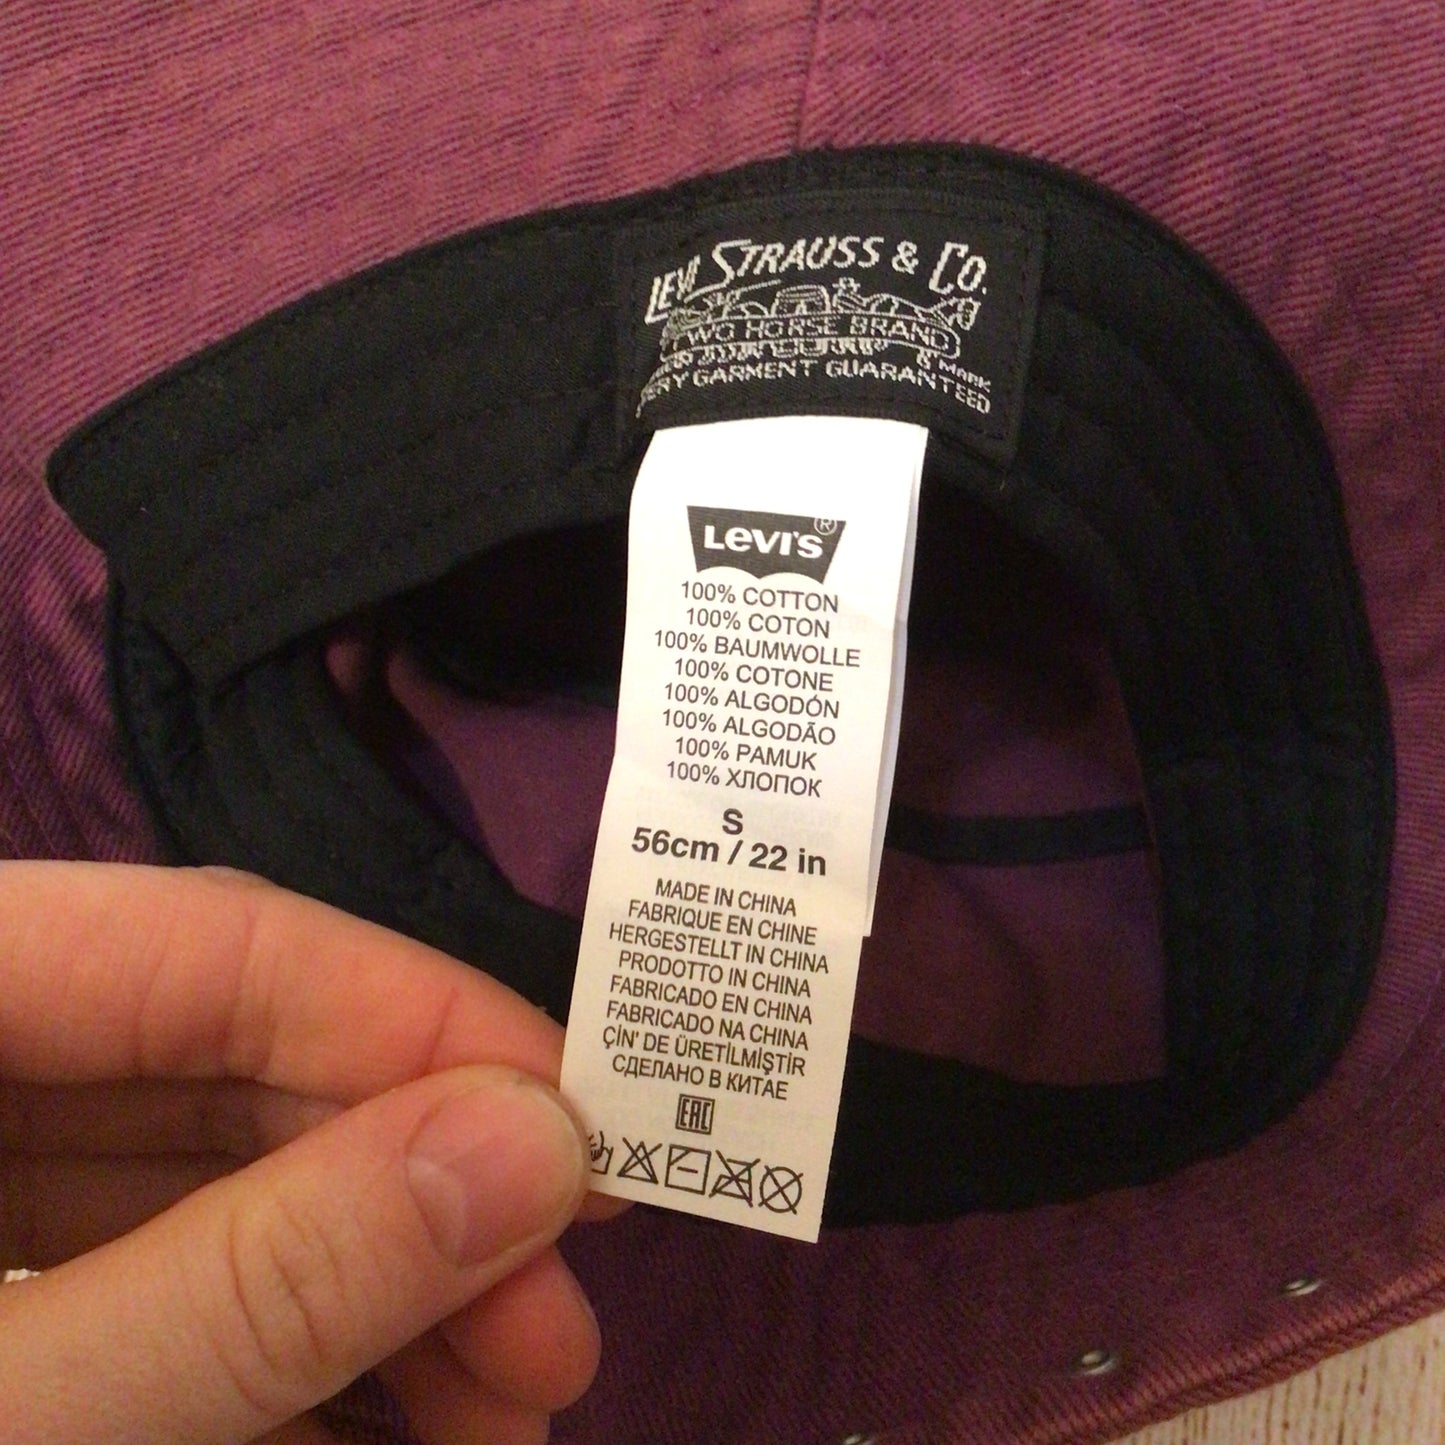 LEVI STRAUSS & CO.
TWO HORSE BRAND
& MARK
GARMENT GUARANTEED
LEVI'S®
100% COTTON
100% COTON
100% BAUMWOLLE
100% COTONE
100% ALGODÓN
100% ALGODÃO
100% PAMUK
100% ХЛОПОК
S
56cm / 22 in
MADE IN CHINA
FABRIQUE EN CHINE
HERGESTELLT IN CHINA
PRODOTTO IN CHINA
FABRICADO EN CHINA
FABRICADO NA CHINA
ÇİN' DE ÜRETİLMİŞTİR
СДЕЛАНО В КИТАЕ
EAC